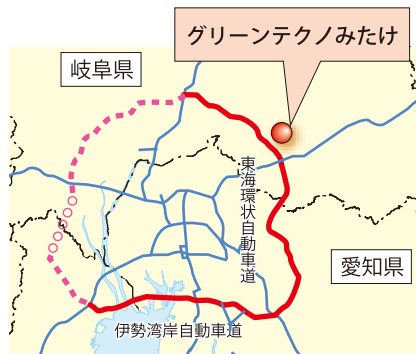 グリーンテクノみたけ
岐阜県
東海環状自動車道
愛知県
伊勢湾岸自動車道